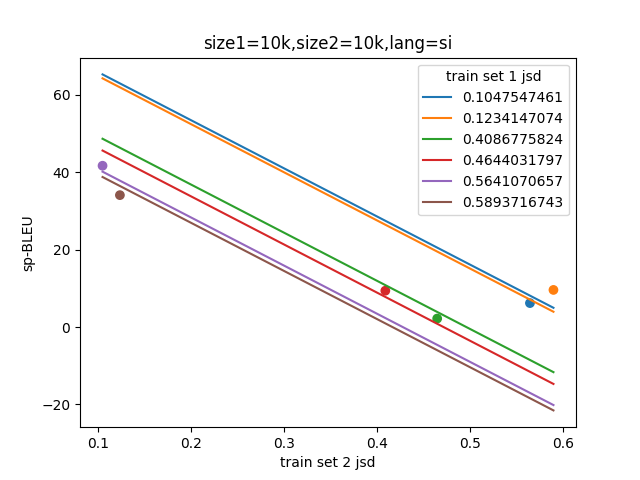 size1=10k,size2=10k,lang=si
train set 1 jsd
0.1047547461
0.1234147074
0.4086775824
0.4644031797
0.5641070657
0.5893716743
sp-BLEU
60
40
20
0
−20
0.1 0.2 0.3 0.4 0.5 0.6
train set 2 jsd